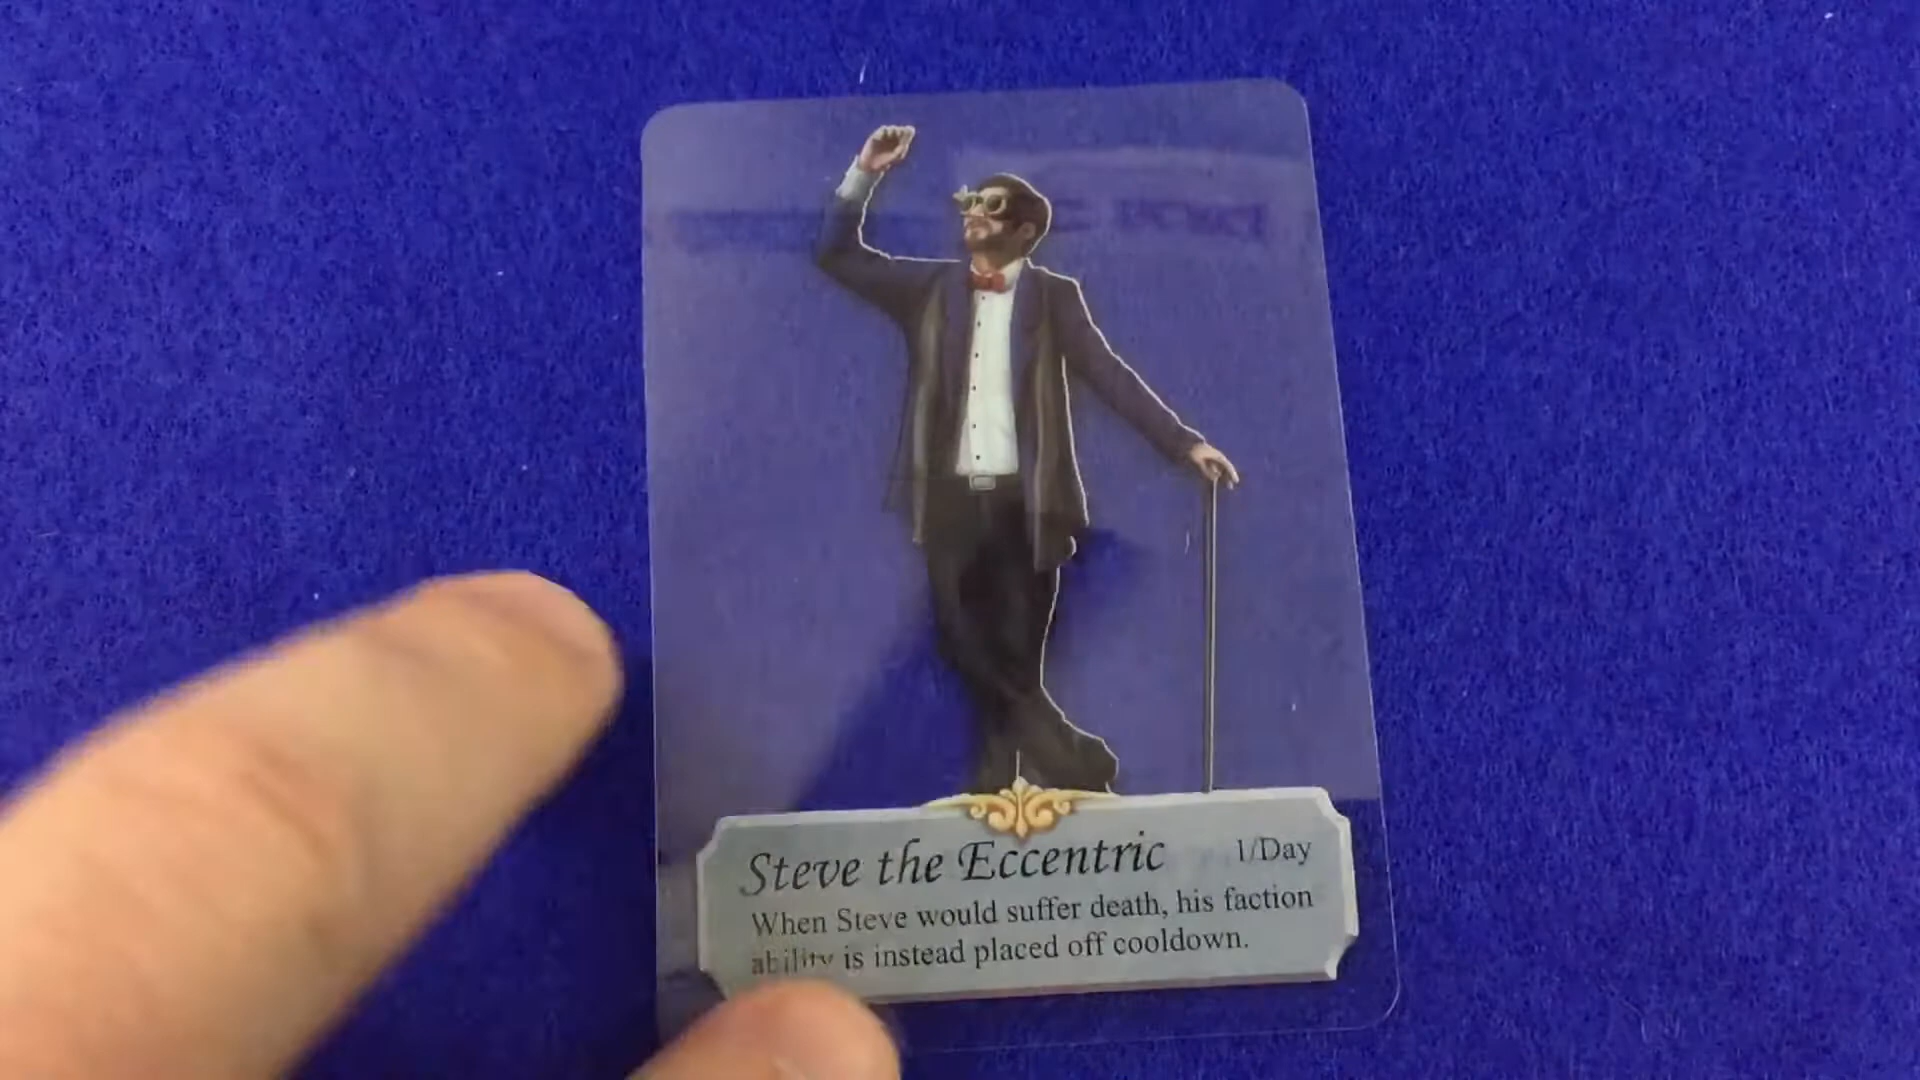 Steve the Eccentric 1/Day
When Steve would suffer death, his faction
ability is instead placed off cooldown.